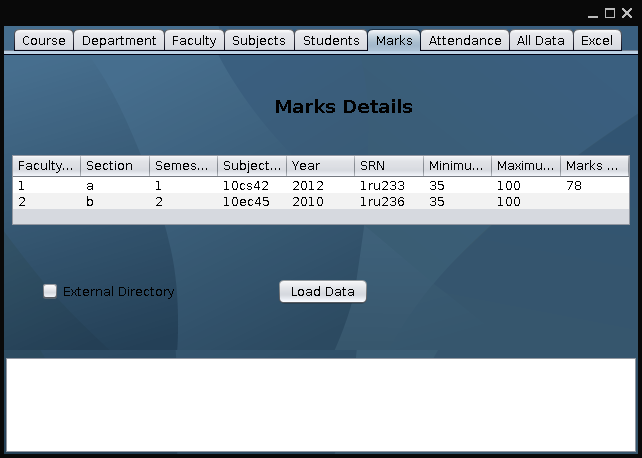 Course Department Faculty Subjects Students Marks Attendance All Data Excel
Marks Details
Faculty... Section Semes... Subject... Year SRN Minimu... Maximu... Marks ...
1 a 1 10cs42 2012 1ru233 35 100 78
2 b 2 10ec45 2010 1ru236 35 100
External Directory Load Data